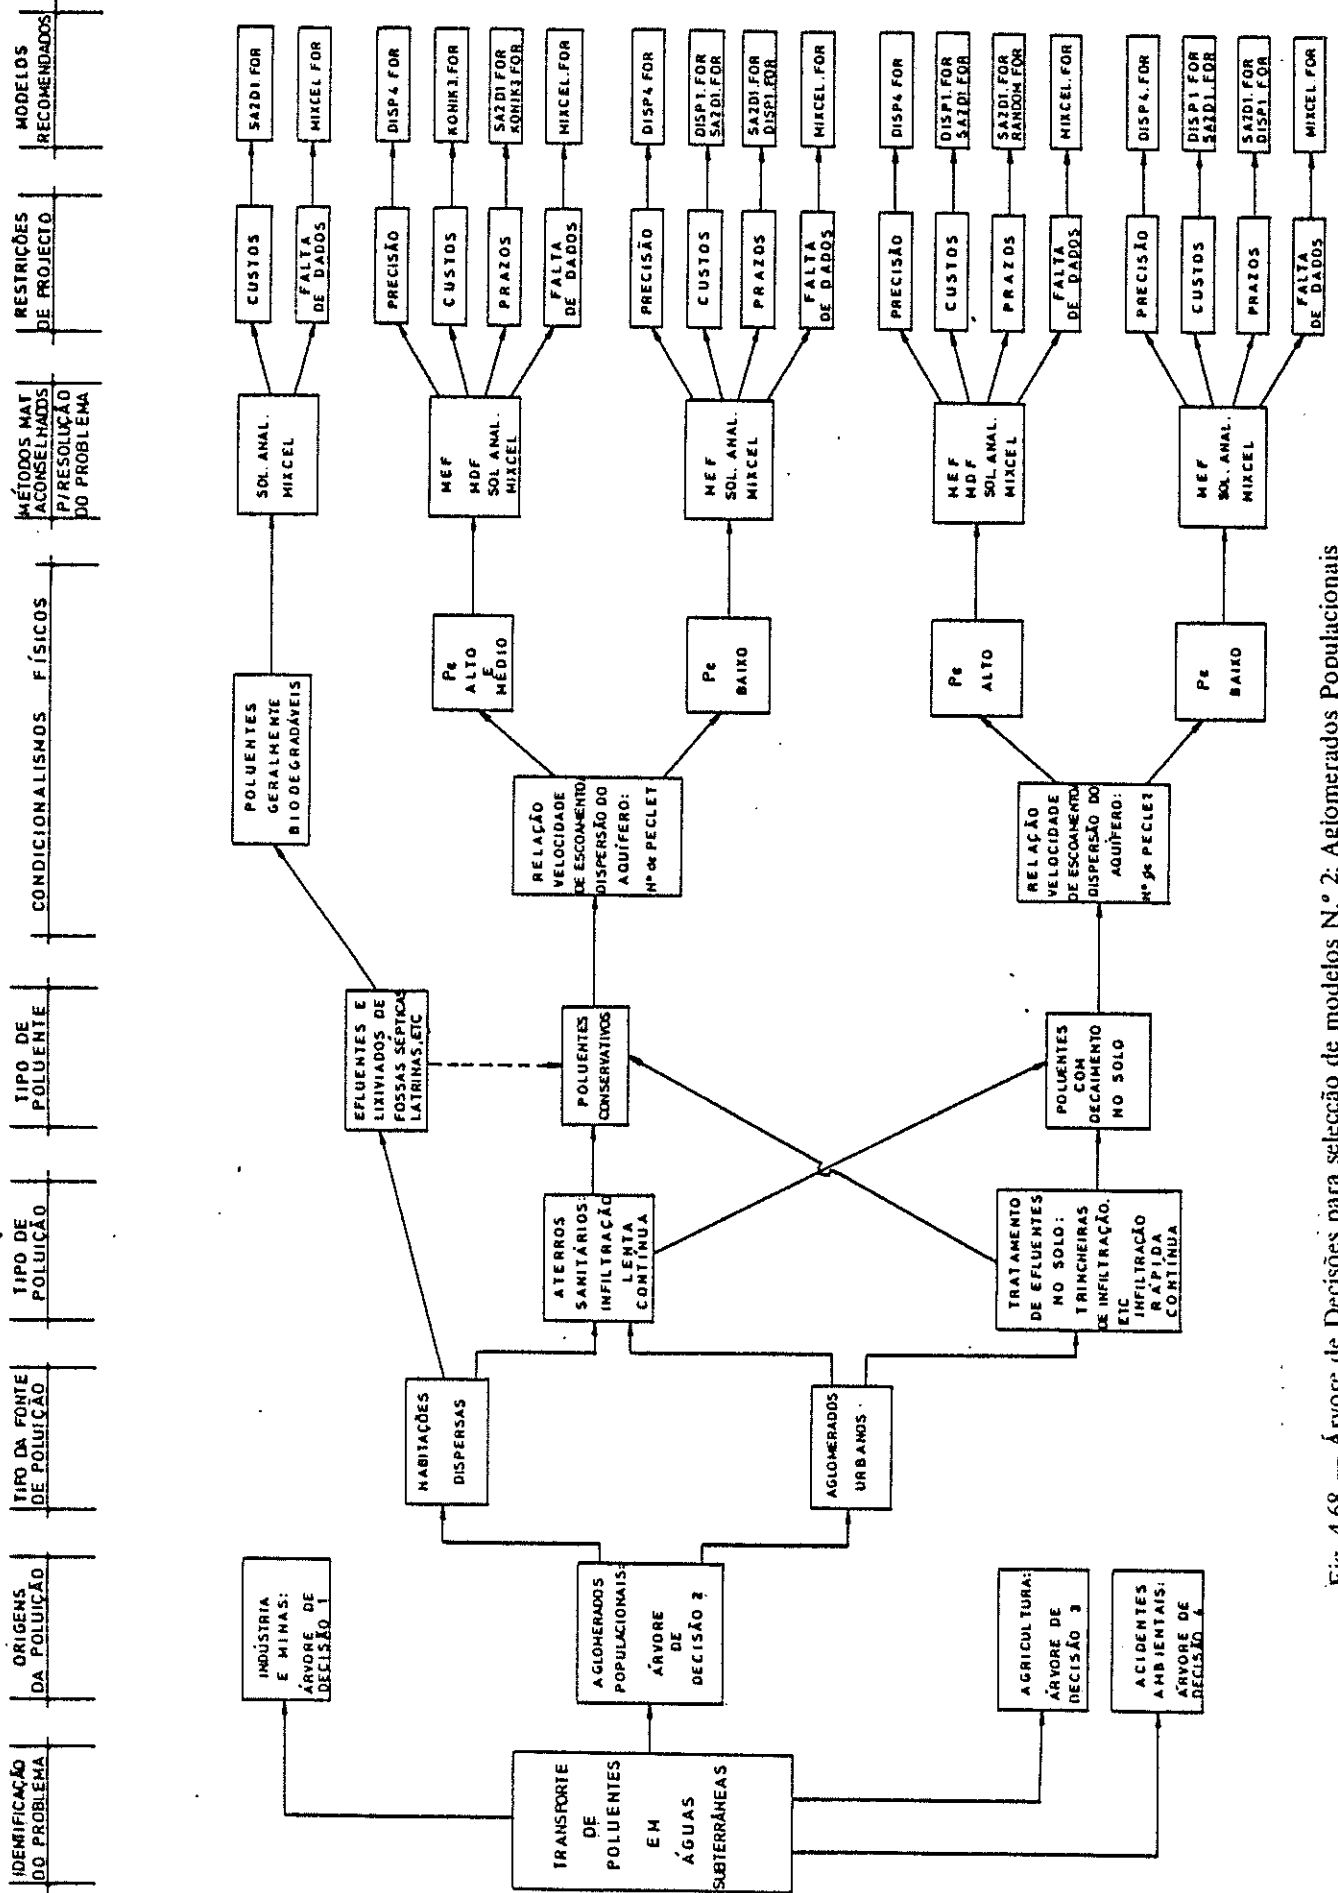 IDENTIFICAÇÃO
DO PROBLEMA
ORIGENS
DA POLUIÇÃO
TIPO DA FONTE
DE POLUIÇÃO
TIPO DE
POLUIÇÃO
TIPO DE
POLUENTE
CONDICIONALISMOS FÍSICOS
MÉTODOS MAT
ACONSELHADOS
P/RESOLUÇÃO
DO PROBLEMA
RESTRIÇÕES
DE PROJECTO
MODELOS
RECOMENDADOS
TRANSPORTE
DE
POLUENTES
EM
ÁGUAS
SUBTERRÂNEAS
INDÚSTRIA
E MINAS:
ÁRVORE DE
DECISÃO 1
AGLOMERADOS
POPULACIONAIS:
ÁRVORE
DE
DECISÃO 2
AGRICULTURA:
ÁRVORE DE
DECISÃO 3
ACIDENTES
AMBIENTAIS:
ÁRVORE DE
DECISÃO 4
HABITAÇÕES
DISPERSAS
AGLOMERADOS
URBANOS
ATERROS
SANITÁRIOS:
INFILTRAÇÃO
LENTA
CONTÍNUA
TRATAMENTO
DE EFLUENTES
NO SOLO:
TRINCHEIRAS
DE INFILTRAÇÃO.
ETC
INFILTRAÇÃO
RÁPIDA
CONTÍNUA
EFLUENTES E
LIXIVIADOS DE
FOSSAS SÉPTICAS
LATRINAS,ETC
POLUENTES
CONSERVATIVOS
POLUENTES
COM
DECAIMENTO
NO SOLO
POLUENTES
GERALMENTE
BIODEGRADÁVEIS
RELAÇÃO
VELOCIDADE
DE ESCOAMENTO/
DISPERSÃO DO
AQUÍFERO:
Nº de PECLET
RELAÇÃO
VELOCIDADE
DE ESCOAMENTO/
DISPERSÃO DO
AQUÍFERO:
Nº de PECLET
Pe
ALTO
E
MÉDIO
Pe
BAIXO
Pe
ALTO
Pe
BAIXO
SOL. ANAL.
MIXCEL
MEF
MDF
SOL. ANAL.
MIXCEL
MEF
SOL. ANAL.
MIXCEL
MEF
MDF
SOL. ANAL.
MIXCEL
MEF
SOL. ANAL.
MIXCEL
CUSTOS
FALTA
DE DADOS
PRECISÃO
CUSTOS
PRAZOS
FALTA
DE DADOS
PRECISÃO
CUSTOS
PRAZOS
FALTA
DE DADOS
PRECISÃO
CUSTOS
PRAZOS
FALTA
DE DADOS
PRECISÃO
CUSTOS
PRAZOS
FALTA
DE DADOS
SA2D1.FOR
MIXCEL.FOR
DISP4.FOR
KONIK3.FOR
SA2D1.FOR
KONIK3.FOR
MIXCEL.FOR
DISP4.FOR
DISP1.FOR
SA2D1.FOR
SA2D1.FOR
DISP1.FOR
MIXCEL.FOR
DISP4.FOR
DISP1.FOR
SA2D1.FOR
SA2D1.FOR
RANDOM.FOR
MIXCEL.FOR
DISP4.FOR
DISP1.FOR
SA2D1.FOR
SA2D1.FOR
DISP1.FOR
MIXCEL.FOR
Fig. 4.68 — Árvore de Decisões para selecção de modelos N.º 2: Aglomerados Populacionais